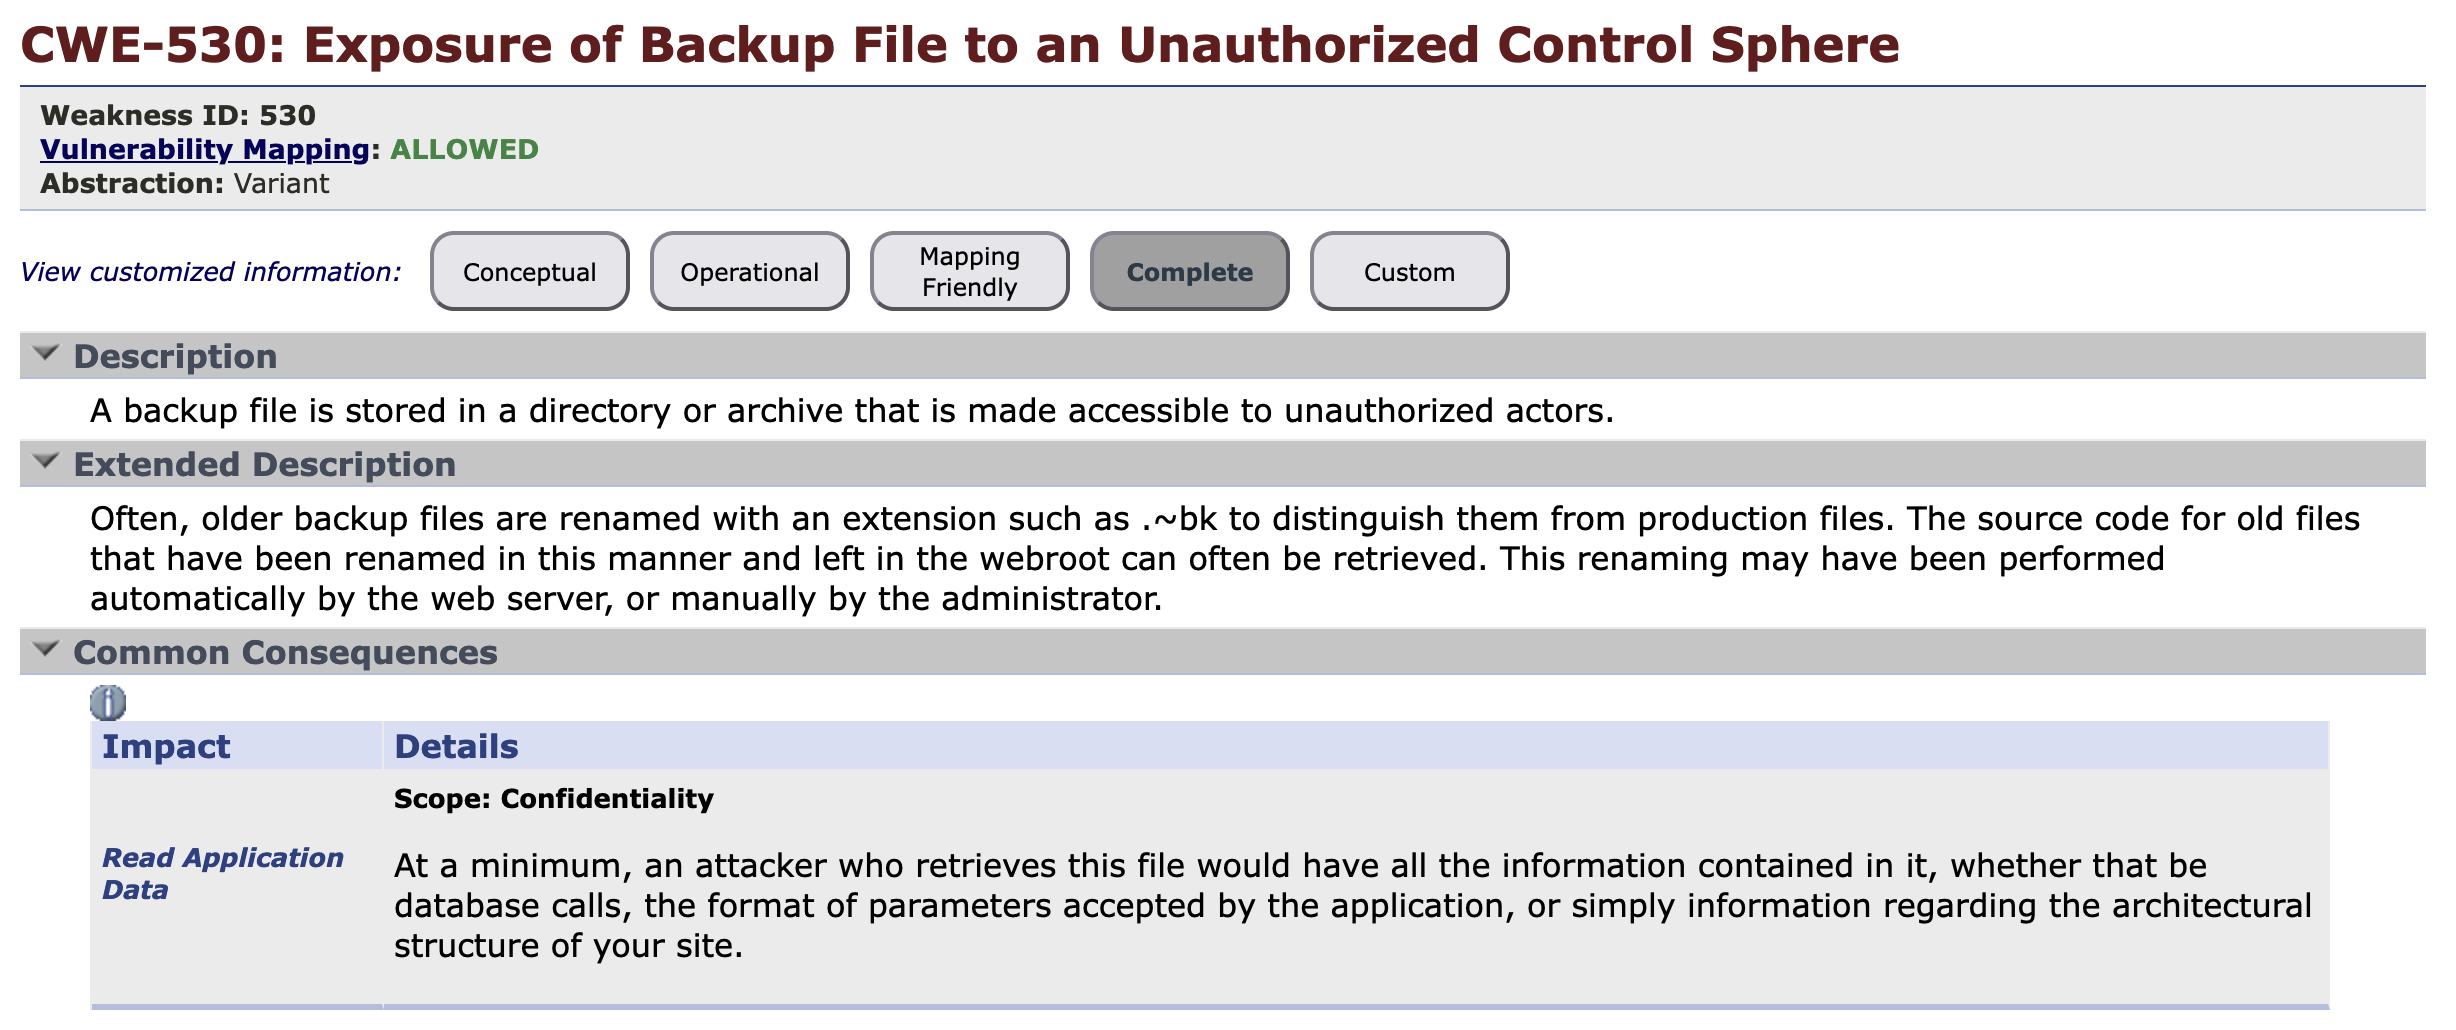 CWE-530: Exposure of Backup File to an Unauthorized Control Sphere
Weakness ID: 530
Vulnerability Mapping: ALLOWED
Abstraction: Variant
View customized information:
Conceptual
Operational
Mapping
Friendly
Complete
Custom
Description
A backup file is stored in a directory or archive that is made accessible to unauthorized actors.
Extended Description
Often, older backup files are renamed with an extension such as .~bk to distinguish them from production files. The source code for old files
that have been renamed in this manner and left in the webroot can often be retrieved. This renaming may have been performed
automatically by the web server, or manually by the administrator.
Common Consequences
i
Impact
Details
Read Application
Data
Scope: Confidentiality
At a minimum, an attacker who retrieves this file would have all the information contained in it, whether that be
database calls, the format of parameters accepted by the application, or simply information regarding the architectural
structure of your site.